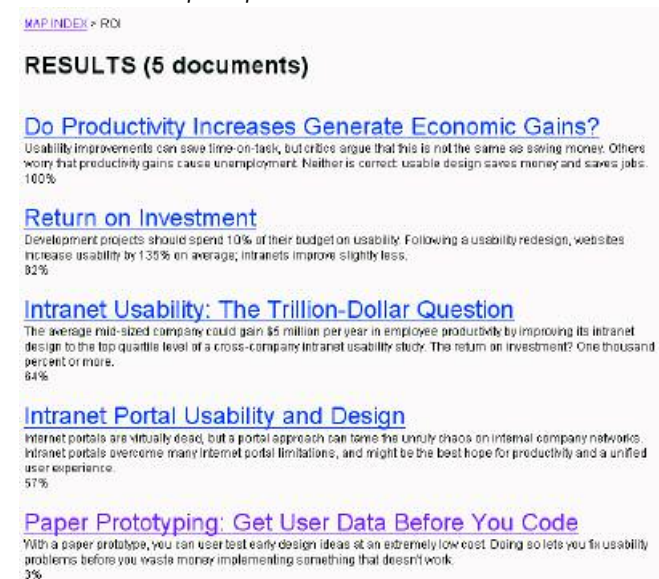 MAP INDEX > ROI
RESULTS (5 documents)
Do Productivity Increases Generate Economic Gains?
Usability improvements can save time-on-task, but critics argue that this is not the same as saving money. Others
worry that productivity gains cause unemployment. Neither is correct: usable design saves money and saves jobs.
100%
Return on Investment
Development projects should spend 10% of their budget on usability. Following a usability redesign, websites
increase usability by 135% on average; intranets improve slightly less.
82%
Intranet Usability: The Trillion-Dollar Question
The average mid-sized company could gain $5 million per year in employee productivity by improving its intranet
design to the top quartile level of a cross-company intranet usability study. The return on investment? One thousand
percent or more.
64%
Intranet Portal Usability and Design
Internet portals are virtually dead, but a portal approach can tame the unruly chaos on internal company networks.
Intranet portals overcome many Internet portal limitations, and might be the best hope for productivity and a unified
user experience.
57%
Paper Prototyping: Get User Data Before You Code
With a paper prototype, you can user test early design ideas at an extremely low cost. Doing so lets you fix usability
problems before you waste money implementing something that doesn't work.
3%